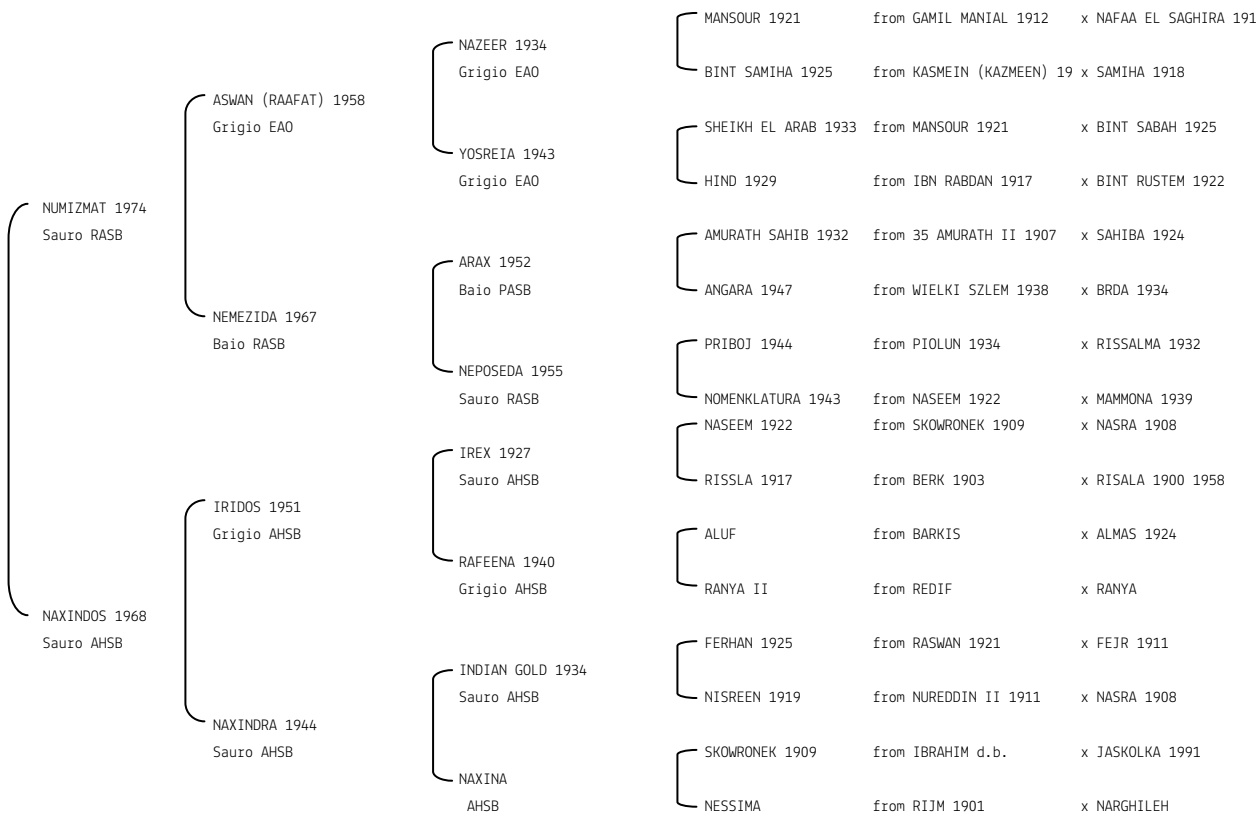 MANSOUR 1921 from GAMIL MANIAL 1912 x NAFAA EL SAGHIRA 191
NAZEER 1934
Grigio EAO
BINT SAMIHA 1925 from KASMEIN (KAZMEEN) 19 x SAMIHA 1918
ASWAN (RAAFAT) 1958
Grigio EAO
SHEIKH EL ARAB 1933 from MANSOUR 1921 x BINT SABAH 1925
YOSREIA 1943
Grigio EAO
HIND 1929 from IBN RABDAN 1917 x BINT RUSTEM 1922
NUMIZMAT 1974
Sauro RASB
AMURATH SAHIB 1932 from 35 AMURATH II 1907 x SAHIBA 1924
ARAX 1952
Baio PASB
ANGARA 1947 from WIELKI SZLEM 1938 x BRDA 1934
NEMEZIDA 1967
Baio RASB
PRIBOJ 1944 from PIOLUN 1934 x RISSALMA 1932
NEPOSEDA 1955
Sauro RASB
NOMENKLATURA 1943 from NASEEM 1922 x MAMMONA 1939
NASEEM 1922 from SKOWRONEK 1909 x NASRA 1908
IREX 1927
Sauro AHSB
RISSLA 1917 from BERK 1903 x RISALA 1900 1958
IRIDOS 1951
Grigio AHSB
ALUF from BARKIS x ALMAS 1924
RAFEENA 1940
Grigio AHSB
RANYA II from REDIF x RANYA
NAXINDOS 1968
Sauro AHSB
FERHAN 1925 from RASWAN 1921 x FEJR 1911
INDIAN GOLD 1934
Sauro AHSB
NISREEN 1919 from NUREDDIN II 1911 x NASRA 1908
NAXINDRA 1944
Sauro AHSB
SKOWRONEK 1909 from IBRAHIM d.b. x JASKOLKA 1991
NAXINA
AHSB
NESSIMA from RIJM 1901 x NARGHILEH